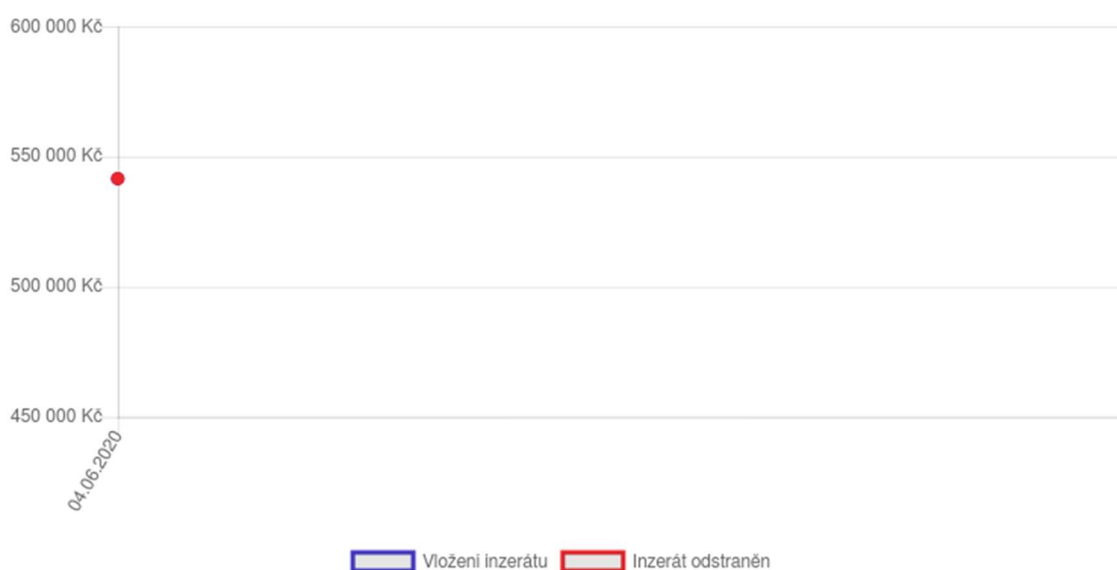 600 000 Kč
550 000 Kč
500 000 Kč
450 000 Kč
04.06.2020
Vložení inzerátu
Inzerát odstraněn